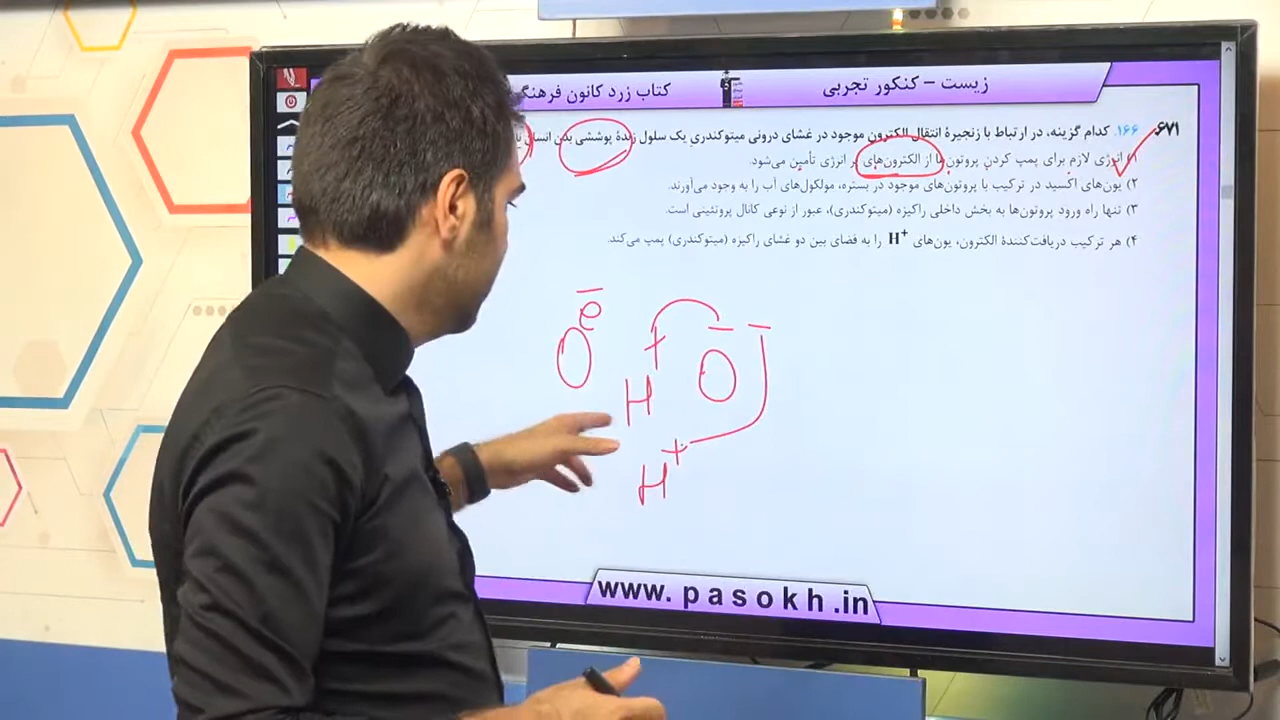 زیست – کنکور تجربی
کتاب زرد کانون فرهنگ
۶۷۱. ۱۶۶. کدام گزینه، در ارتباط با زنجیرهٔ انتقال الکترون موجود در غشای درونی میتوکندریِ یک سلول زندهٔ پوششی بدن انسان
۱) انرژی لازم برای پمپ کردن پروتون‌ها از الکترون‌های پر انرژی تأمین می‌شود.
۲) یون‌های اکسید در ترکیب با پروتون‌های موجود در بستره، مولکول‌های آب را به وجود می‌آورند.
۳) تنها راه ورود پروتون‌ها به بخش داخلی راکیزه (میتوکندری)، عبور از نوعی کانال پروتئینی است.
۴) هر ترکیب دریافت‌کنندهٔ الکترون، یون‌های H+ را به فضای بین دو غشای راکیزه (میتوکندری) پمپ می‌کند.
e−
O H+ O− −
H+
www.pasokh.in